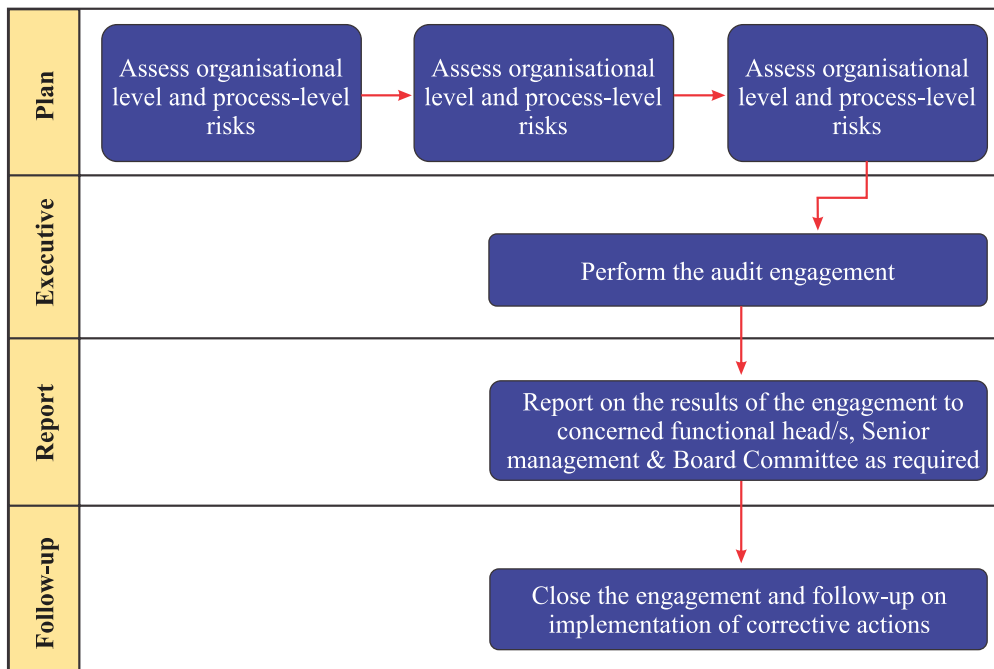 Plan
Assess organisational
level and process-level
risks
Assess organisational
level and process-level
risks
Assess organisational
level and process-level
risks
Executive
Perform the audit engagement
Report
Report on the results of the engagement to
concerned functional head/s, Senior
management & Board Committee as required
Follow-up
Close the engagement and follow-up on
implementation of corrective actions